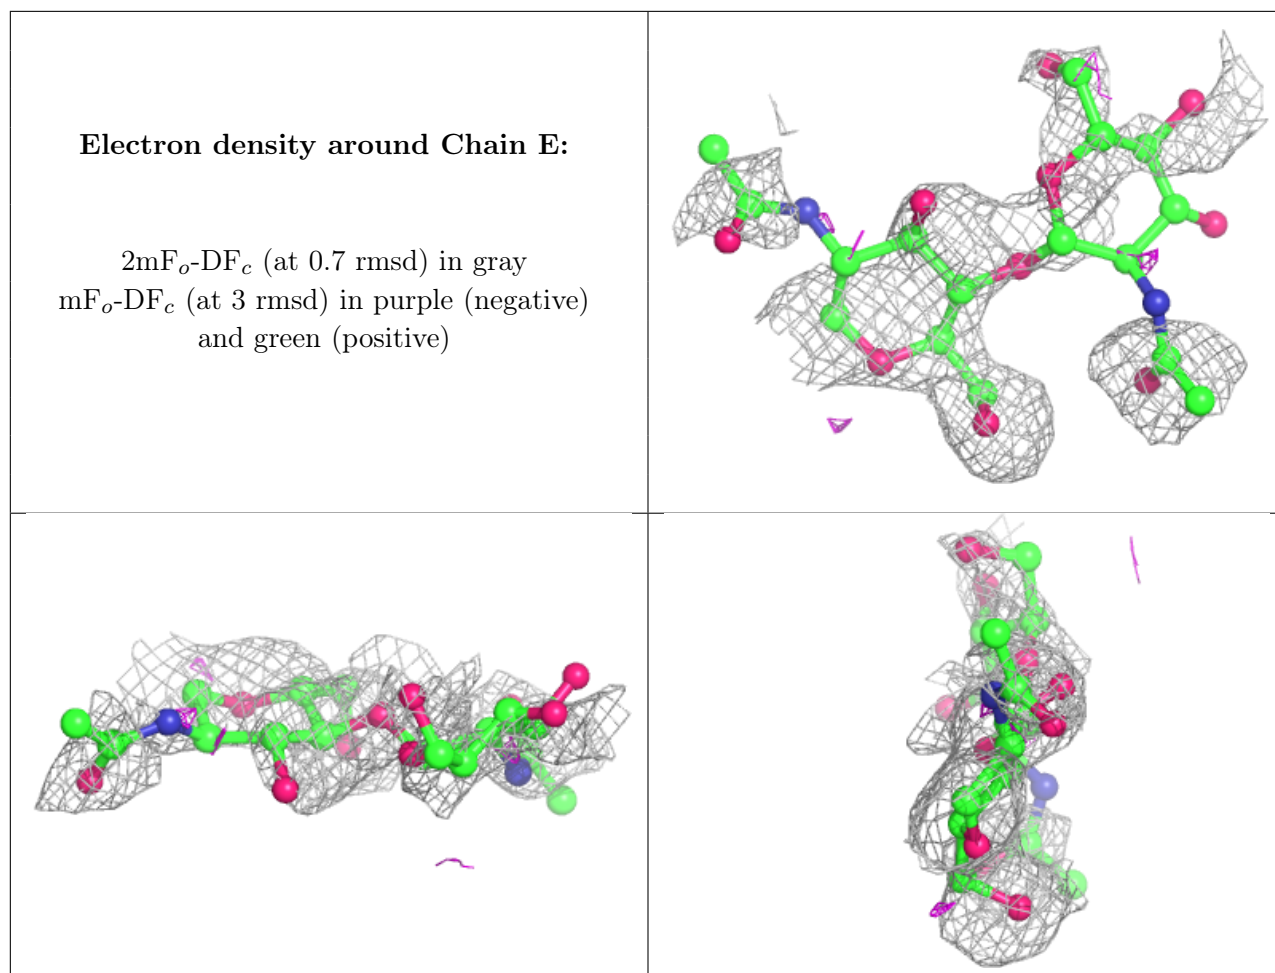 Electron density around Chain E:
2mFₒ-DF𝒸 (at 0.7 rmsd) in gray
mFₒ-DF𝒸 (at 3 rmsd) in purple (negative)
and green (positive)